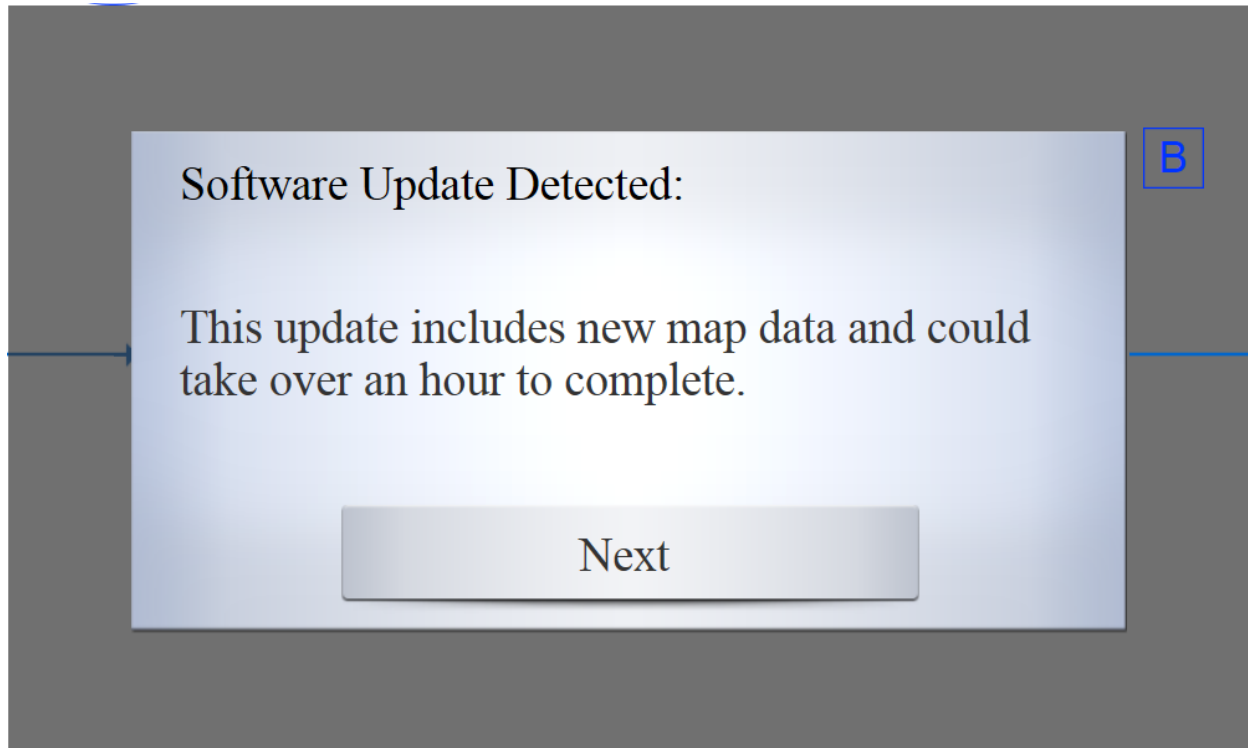 B
Software Update Detected:
This update includes new map data and could
take over an hour to complete.
Next